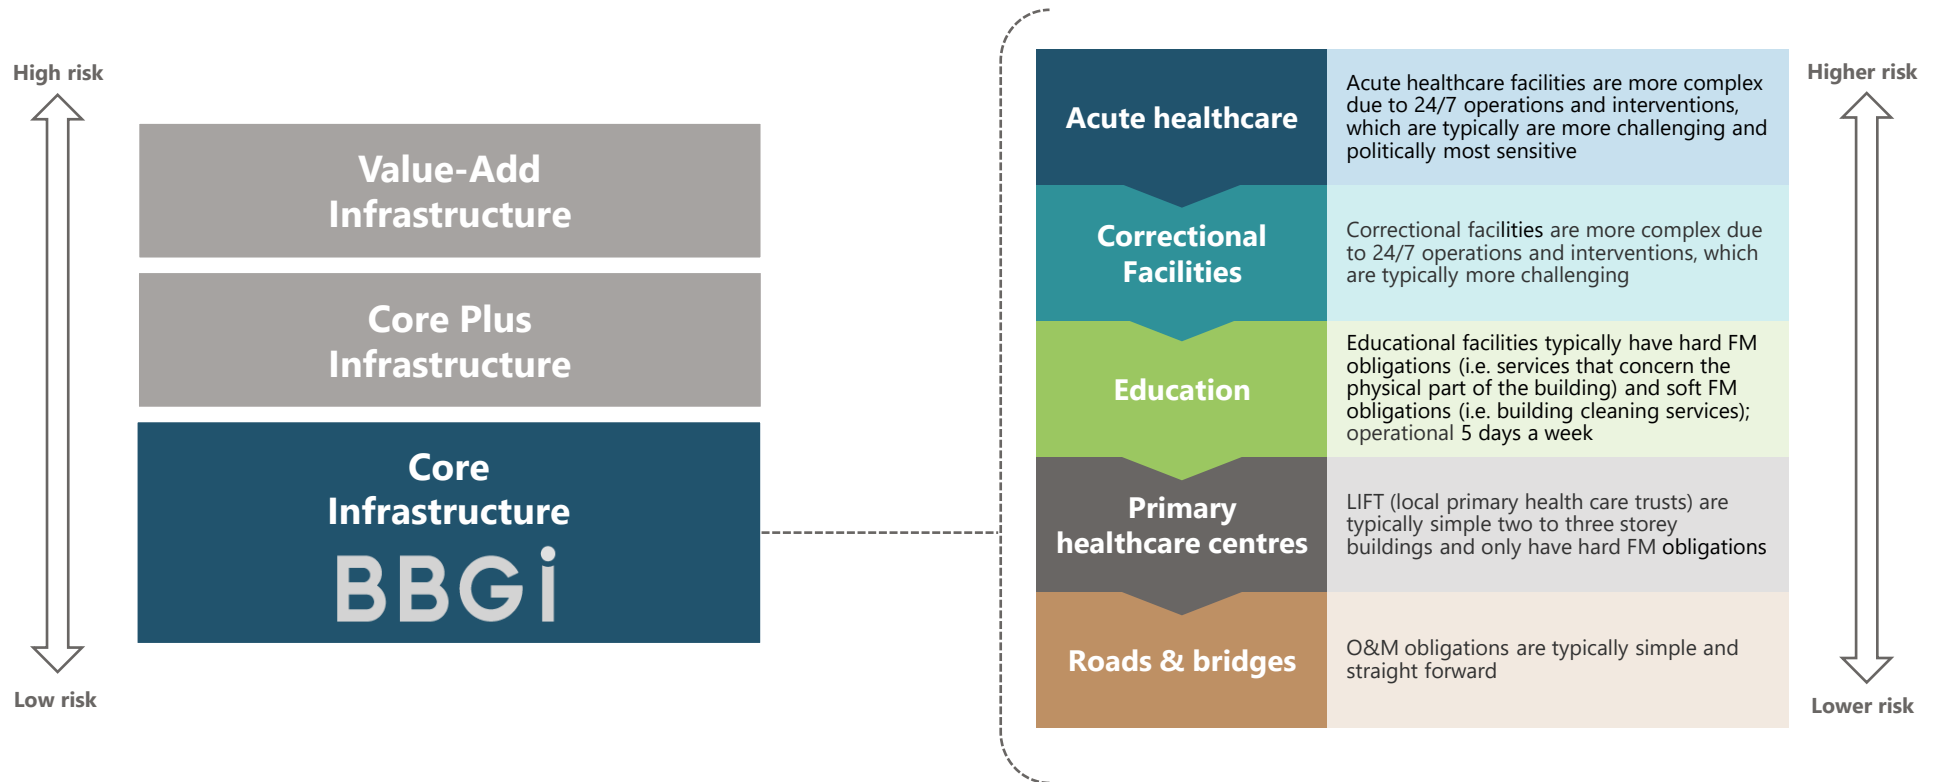 High risk
Value-Add
Infrastructure
Core Plus
Infrastructure
Core
Infrastructure
BBGi
Low risk
Higher risk
Acute healthcare
Acute healthcare facilities are more complex
due to 24/7 operations and interventions,
which are typically are more challenging and
politically most sensitive
Correctional
Facilities
Correctional facilities are more complex due
to 24/7 operations and interventions, which
are typically more challenging
Education
Educational facilities typically have hard FM
obligations (i.e. services that concern the
physical part of the building) and soft FM
obligations (i.e. building cleaning services);
operational 5 days a week
Primary
healthcare centres
LIFT (local primary health care trusts) are
typically simple two to three storey
buildings and only have hard FM obligations
Roads & bridges
O&M obligations are typically simple and
straight forward
Lower risk